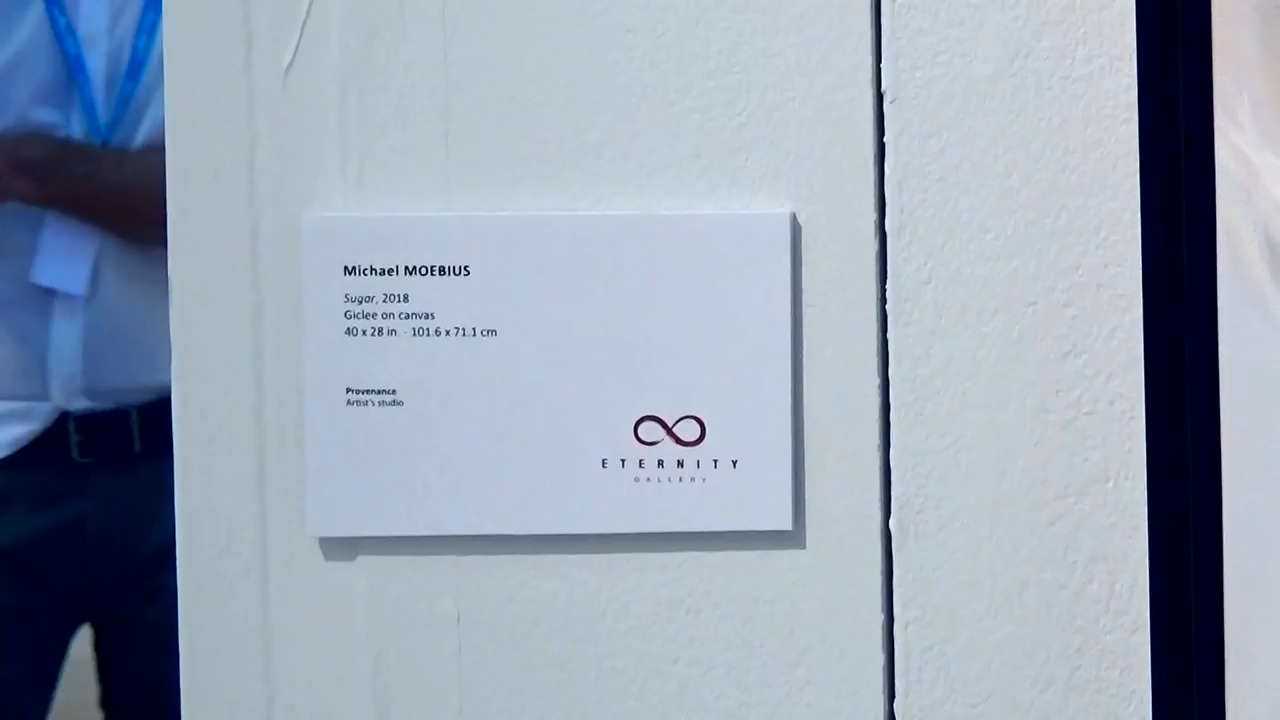 Michael MOEBIUS
Sugar, 2018
Giclee on canvas
40 x 28 in. - 101.6 x 71.1 cm
Provenance
Artist's studio
ETERNITY
GALLERY